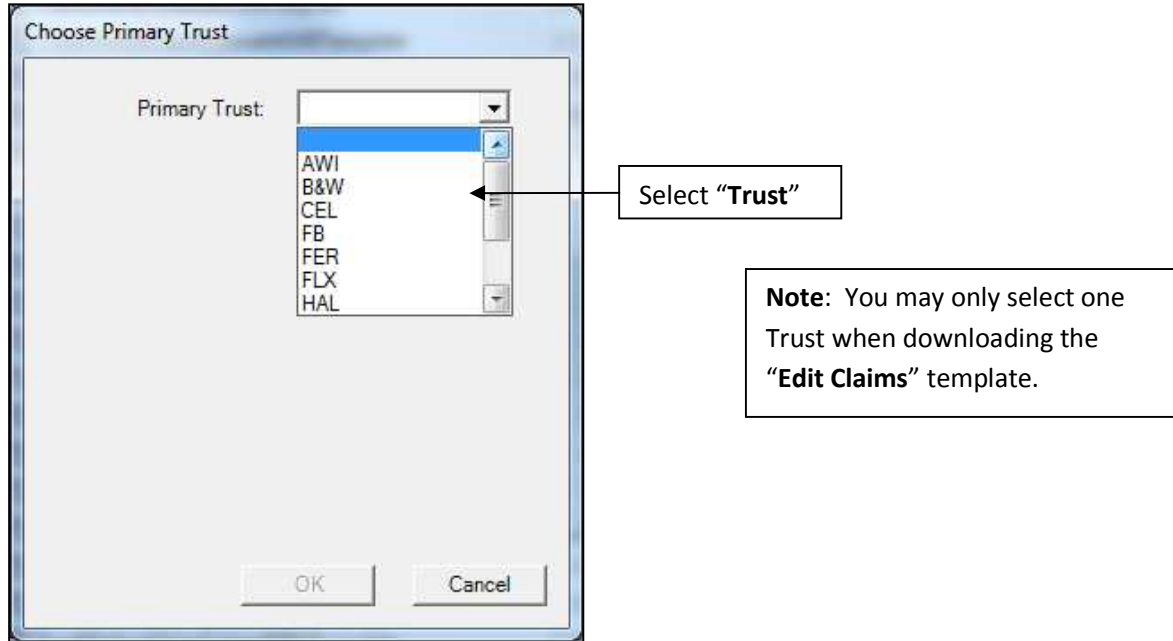 Choose Primary Trust
Primary Trust:
AWI
B&W
CEL
FB
FER
FLX
HAL
Select “Trust”
Note: You may only select one
Trust when downloading the
“Edit Claims” template.
OK
Cancel